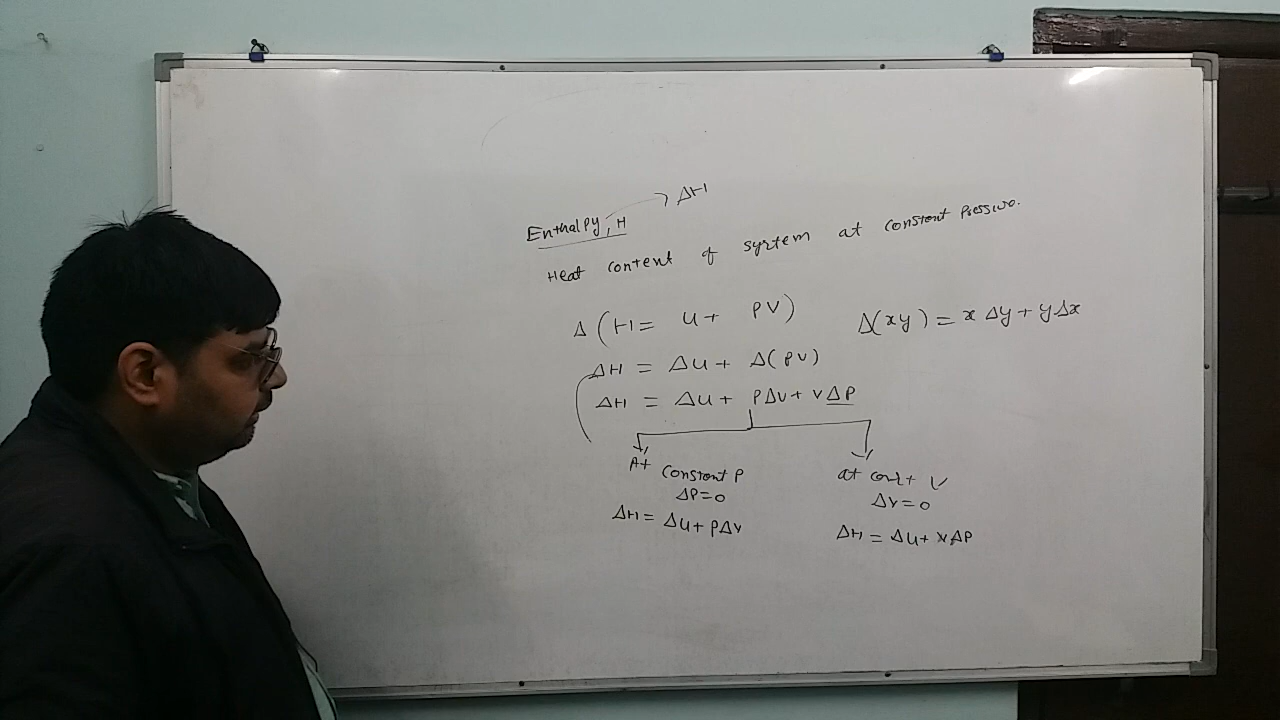 Enthalpy, H → ΔH
Heat content of system at constant pressure.
Δ(H = U + PV)
Δ(xy) = xΔy + yΔx
ΔH = ΔU + Δ(PV)
ΔH = ΔU + PΔV + VΔP
At constant P
ΔP=0
ΔH = ΔU + PΔV
at const V
ΔV=0
ΔH = ΔU + VΔP